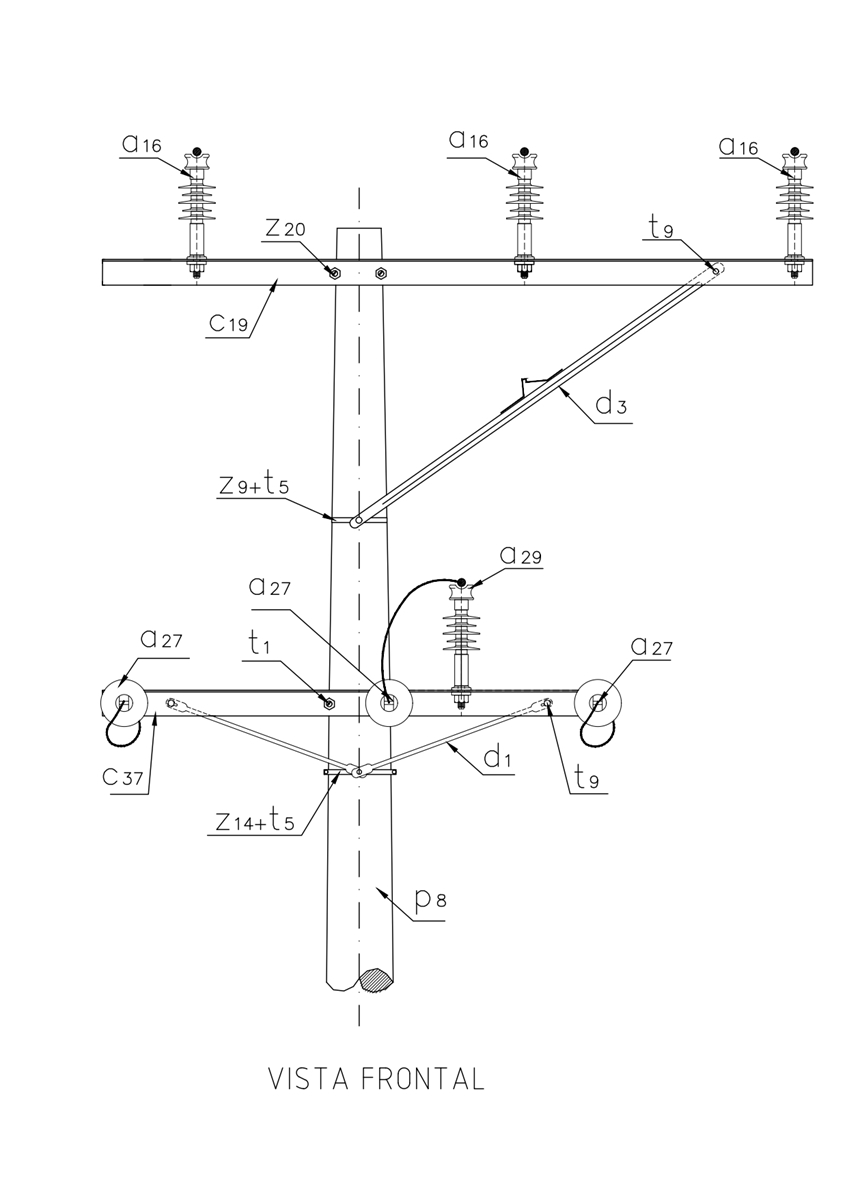 a16
a16
a16
z20
t9
c19
d3
z9+t5
a29
a27
a27
t1
a27
d1
c37
t9
z14+t5
p8
VISTA FRONTAL